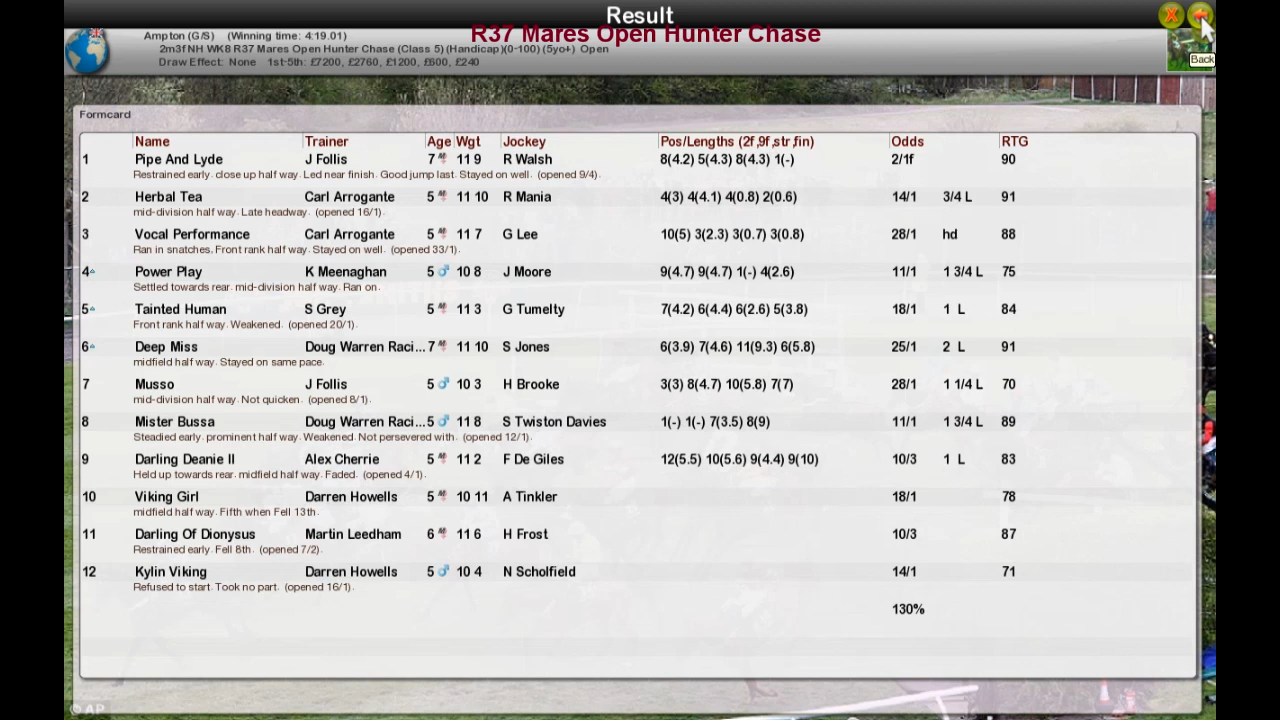 Result
R37 Mares Open Hunter Chase
Ampton (G/S) (Winning time: 4:19.01)
2m3f NH WK8 R37 Mares Open Hunter Chase (Class 5) (Handicap)(0-100) (5yo+) Open
Draw Effect: None 1st-5th: £7200, £2760, £1200, £600, £240
Back
Formcard
Name Trainer Age Wgt Jockey Pos/Lengths (2f,9f,str,fin) Odds RTG
1 Pipe And Lyde J Follis 7 11 9 R Walsh 8(4.2) 5(4.3) 8(4.3) 1(-) 2/1f 90
Restrained early. close up half way. Led near finish. Good jump last. Stayed on well. (opened 9/4).
2 Herbal Tea Carl Arrogante 5 11 10 R Mania 4(3) 4(4.1) 4(0.8) 2(0.6) 14/1 3/4 L 91
mid-division half way. Late headway. (opened 16/1).
3 Vocal Performance Carl Arrogante 5 11 7 G Lee 10(5) 3(2.3) 3(0.7) 3(0.8) 28/1 hd 88
Ran in snatches. Front rank half way. Stayed on well. (opened 33/1).
4 Power Play K Meenaghan 5 10 8 J Moore 9(4.7) 9(4.7) 1(-) 4(2.6) 11/1 1 3/4 L 75
Settled towards rear. mid-division half way. Ran on.
5 Tainted Human S Grey 5 11 3 G Tumelty 7(4.2) 6(4.4) 6(2.6) 5(3.8) 18/1 1 L 84
Front rank half way. Weakened. (opened 20/1).
6 Deep Miss Doug Warren Raci... 7 11 10 S Jones 6(3.9) 7(4.6) 11(9.3) 6(5.8) 25/1 2 L 91
midfield half way. Stayed on same pace.
7 Musso J Follis 5 10 3 H Brooke 3(3) 8(4.7) 10(5.8) 7(7) 28/1 1 1/4 L 70
mid-division half way. Not quicken. (opened 8/1).
8 Mister Bussa Doug Warren Raci... 5 11 8 S Twiston Davies 1(-) 1(-) 7(3.5) 8(9) 11/1 1 3/4 L 89
Steadied early. prominent half way. Weakened. Not persevered with. (opened 12/1).
9 Darling Deanie II Alex Cherrie 5 11 2 F De Giles 12(5.5) 10(5.6) 9(4.4) 9(10) 10/3 1 L 83
Held up towards rear. midfield half way. Faded. (opened 4/1).
10 Viking Girl Darren Howells 5 10 11 A Tinkler 18/1 78
midfield half way. Fifth when Fell 13th.
11 Darling Of Dionysus Martin Leedham 6 11 6 H Frost 10/3 87
Restrained early. Fell 8th. (opened 7/2).
12 Kylin Viking Darren Howells 5 10 4 N Scholfield 14/1 71
Refused to start. Took no part. (opened 16/1).
130%
© AP